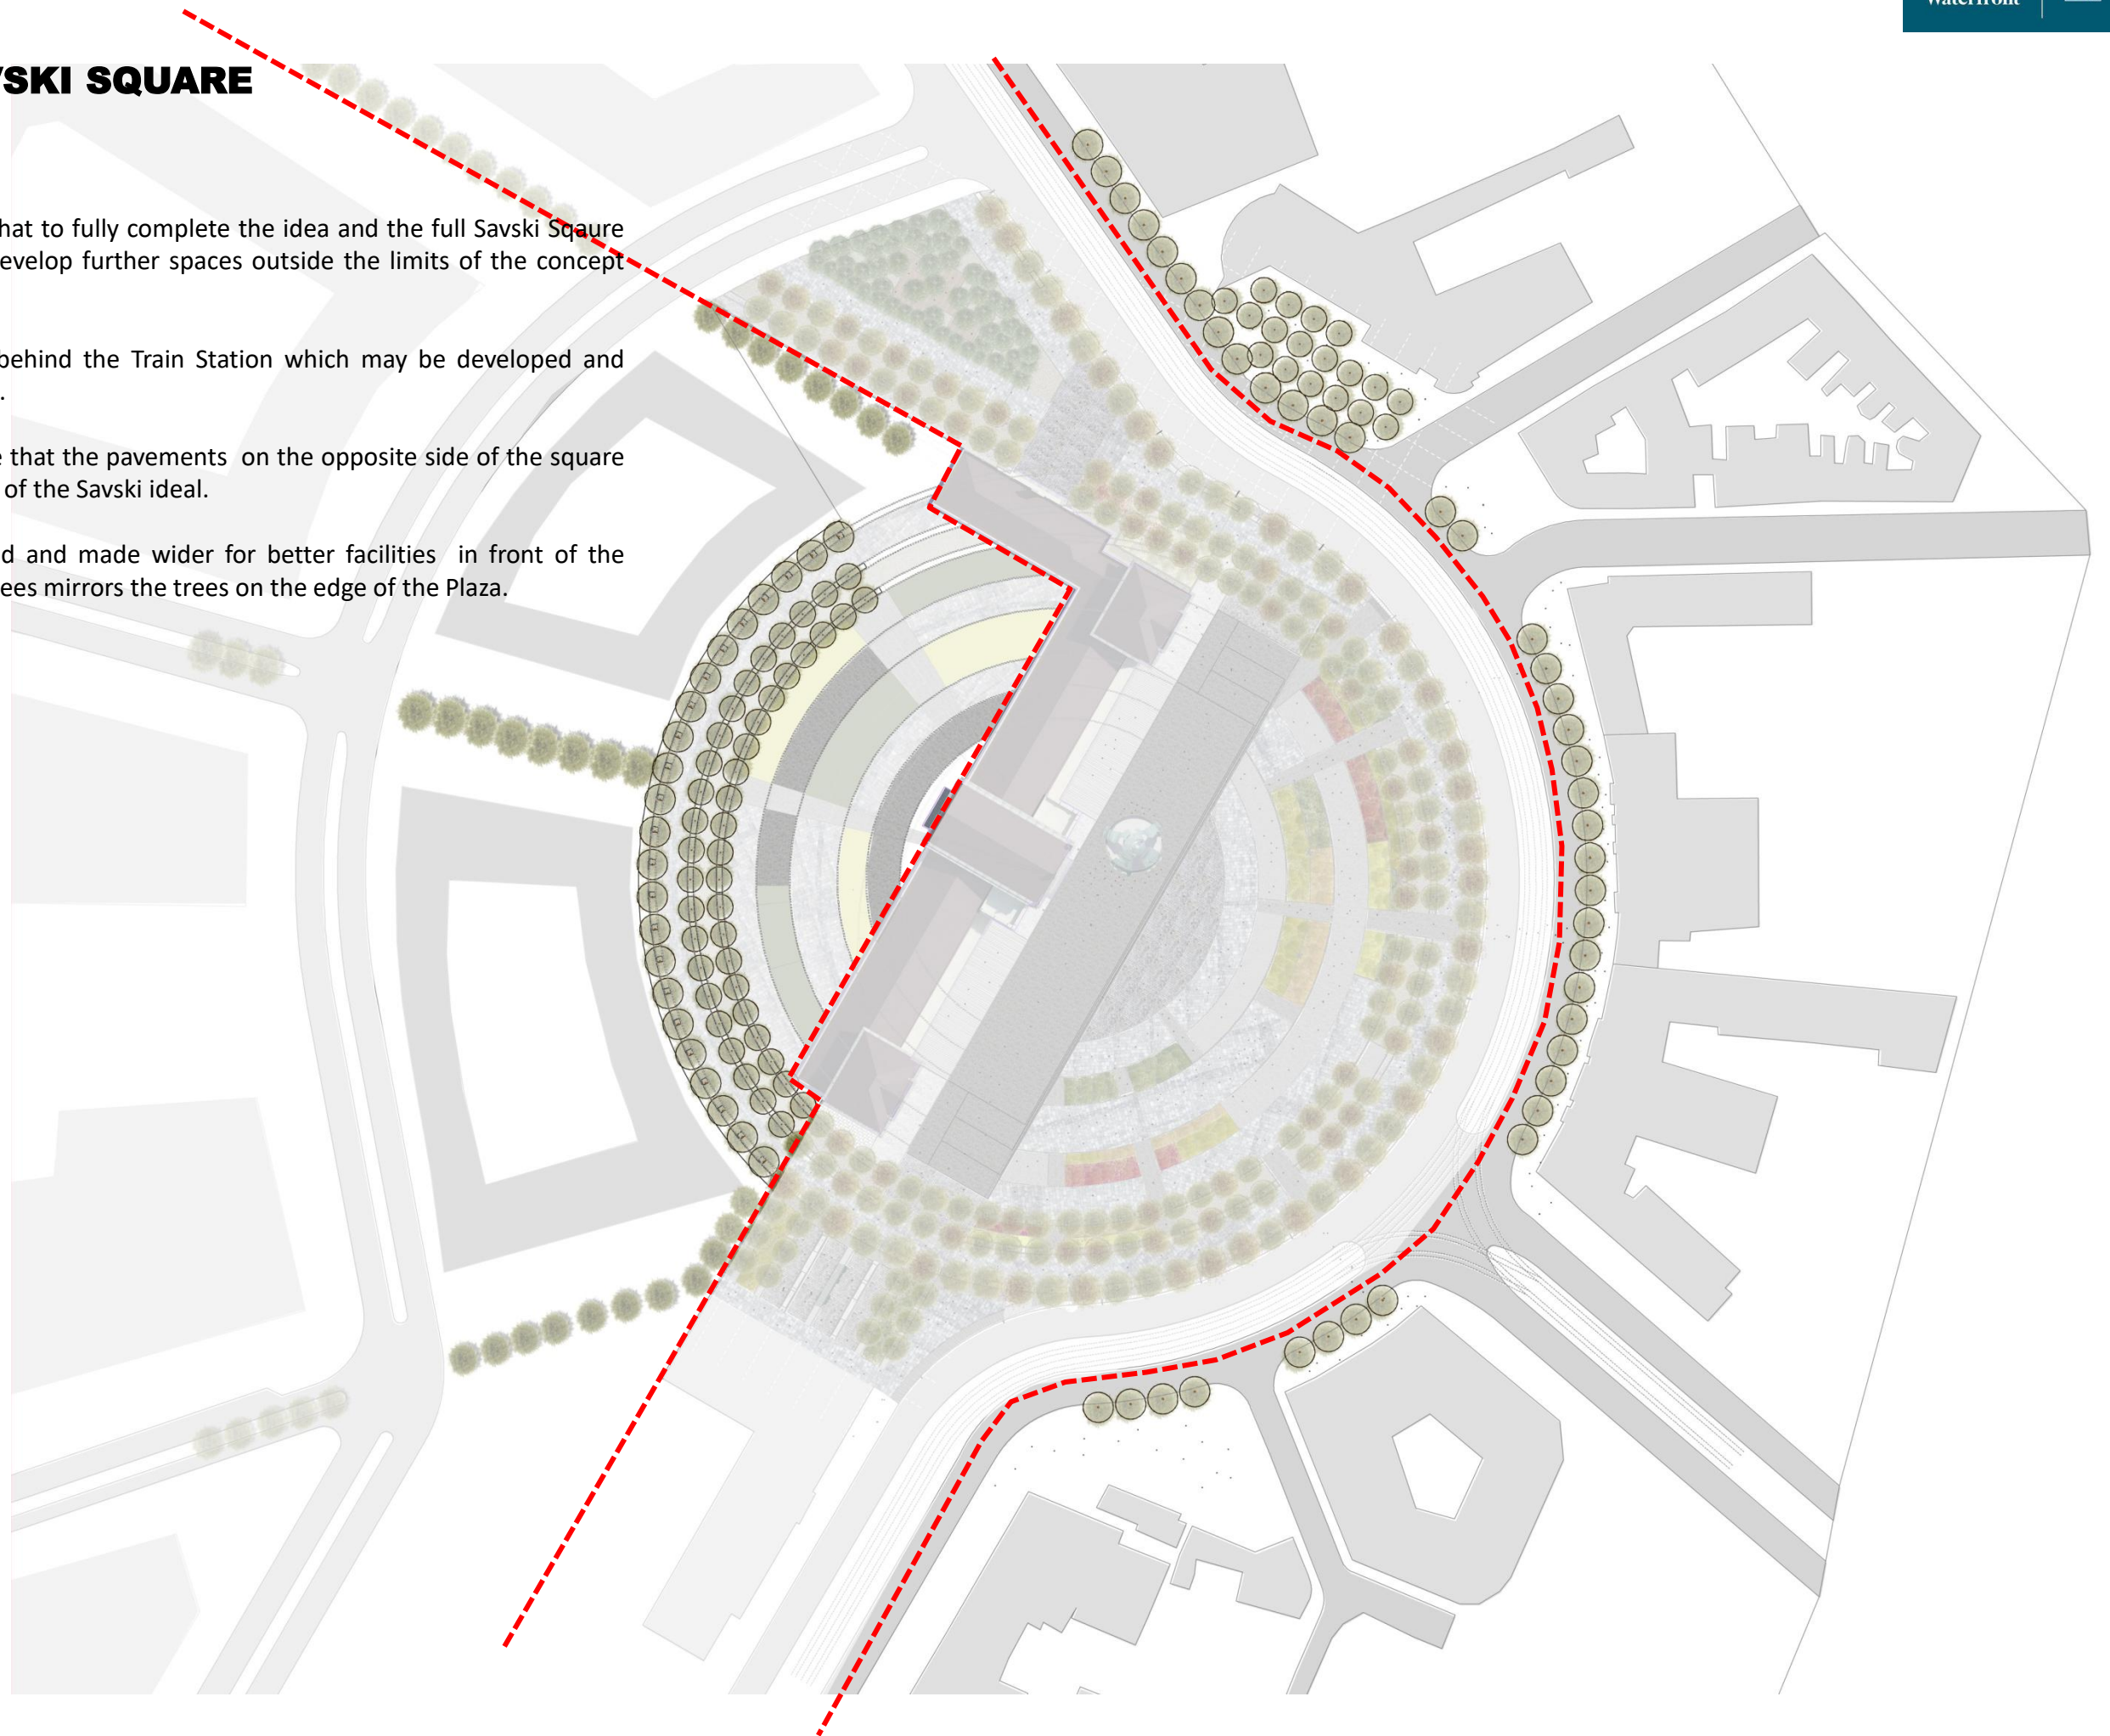 Waterfront
VSKI SQUARE
hat to fully complete the idea and the full Savski Sqaure
evelop further spaces outside the limits of the concept
behind the Train Station which may be developed and
.
e that the pavements on the opposite side of the square
of the Savski ideal.
d and made wider for better facilities in front of the
ees mirrors the trees on the edge of the Plaza.